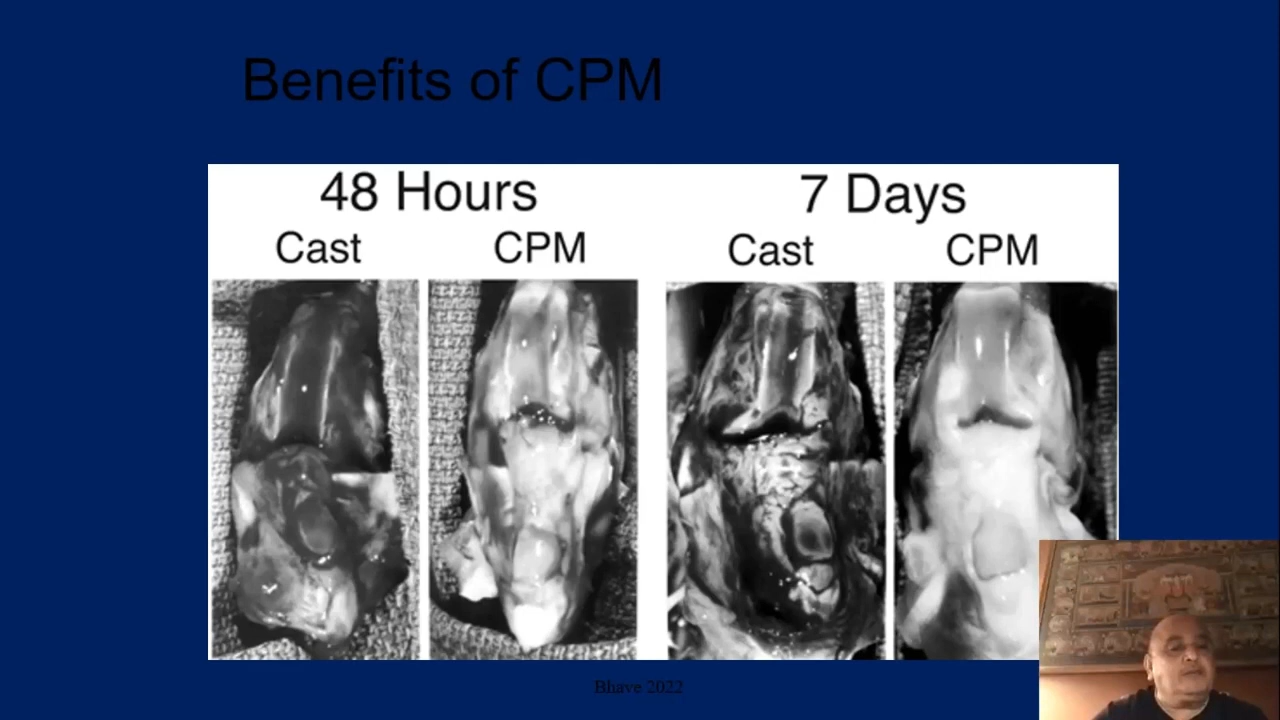 Benefits of CPM
48 Hours
7 Days
Cast
CPM
Cast
CPM
Bhave 2022